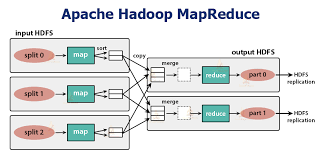 Apache Hadoop MapReduce
input HDFS
output HDFS
sort
copy
split 0
map
merge
reduce
part 0
HDFS
replication
split 1
map
merge
reduce
part 1
HDFS
replication
split 2
map